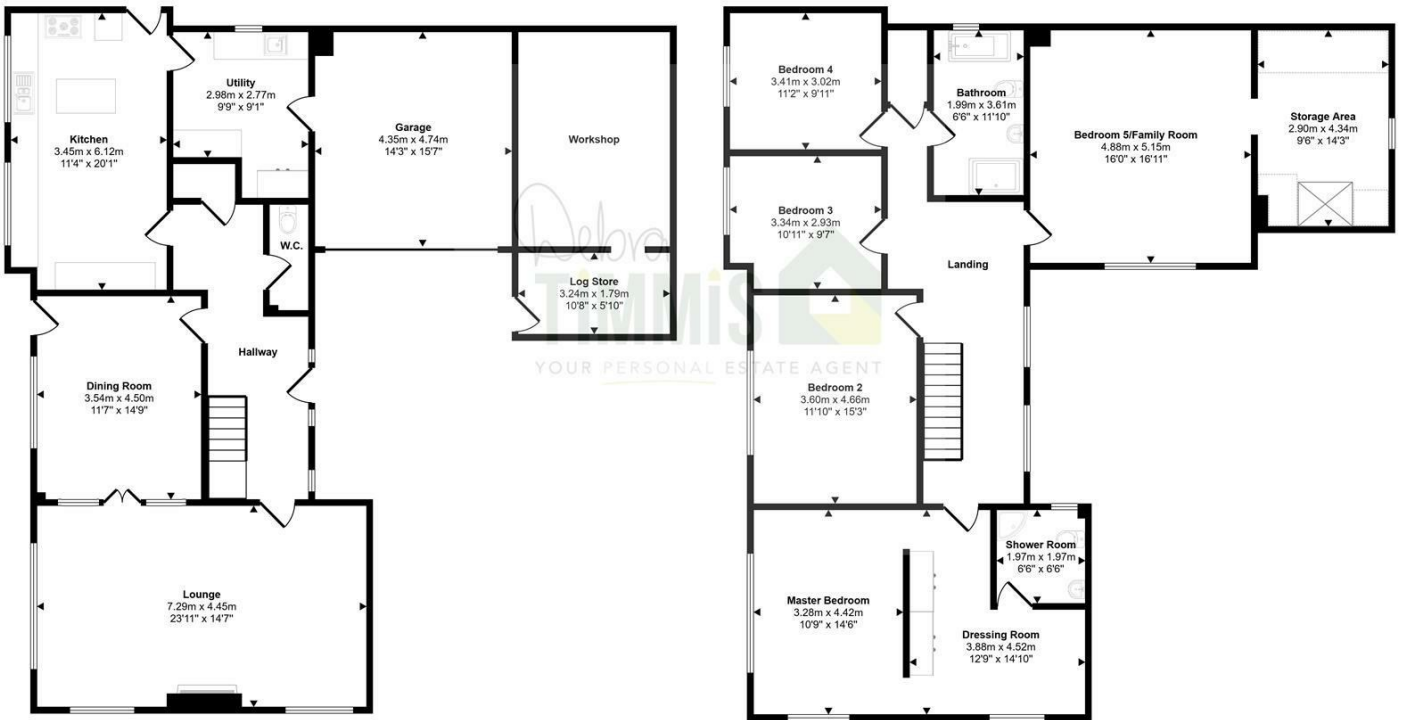 Kitchen
3.45m x 6.12m
11'4" x 20'1"
Utility
2.98m x 2.77m
9'9" x 9'1"
Garage
4.35m x 4.74m
14'3" x 15'7"
Workshop
W.C.
Log Store
3.24m x 1.79m
10'8" x 5'10"
Hallway
Dining Room
3.54m x 4.50m
11'7" x 14'9"
Lounge
7.29m x 4.45m
23'11" x 14'7"
Debra
TiMMiS
YOUR PERSONAL ESTATE AGENT
Bedroom 4
3.41m x 3.02m
11'2" x 9'11"
Bathroom
1.99m x 3.61m
6'6" x 11'10"
Bedroom 5/Family Room
4.88m x 5.15m
16'0" x 16'11"
Storage Area
2.90m x 4.34m
9'6" x 14'3"
Bedroom 3
3.34m x 2.93m
10'11" x 9'7"
Landing
Bedroom 2
3.60m x 4.66m
11'10" x 15'3"
Shower Room
1.97m x 1.97m
6'6" x 6'6"
Master Bedroom
3.28m x 4.42m
10'9" x 14'6"
Dressing Room
3.88m x 4.52m
12'9" x 14'10"